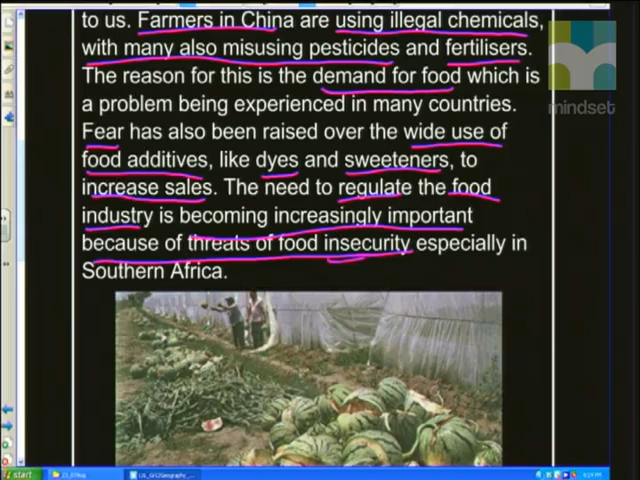 to us. Farmers in China are using illegal chemicals,
with many also misusing pesticides and fertilisers.
The reason for this is the demand for food which is
a problem being experienced in many countries.
Fear has also been raised over the wide use of
food additives, like dyes and sweeteners, to
increase sales. The need to regulate the food
industry is becoming increasingly important
because of threats of food insecurity especially in
Southern Africa.
mindset
start